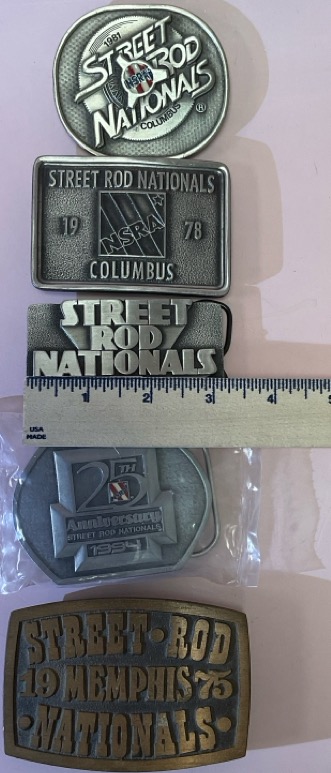 1981
STREET
ROD
NSRA
NATIONALS
COLUMBUS ®
STREET ROD NATIONALS
19 NSRA 78
COLUMBUS
STREET
ROD
NATIONALS
1 2 3 4
USA
MADE
25TH
Anniversary
STREET ROD NATIONALS
1994
STREET • ROD
19 MEMPHIS 75
• NATIONALS •